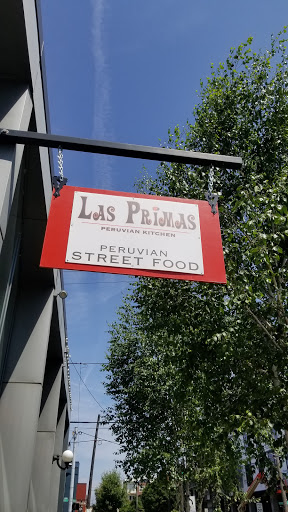 LAS PRIMAS
PERUVIAN KITCHEN
PERUVIAN
STREET FOOD